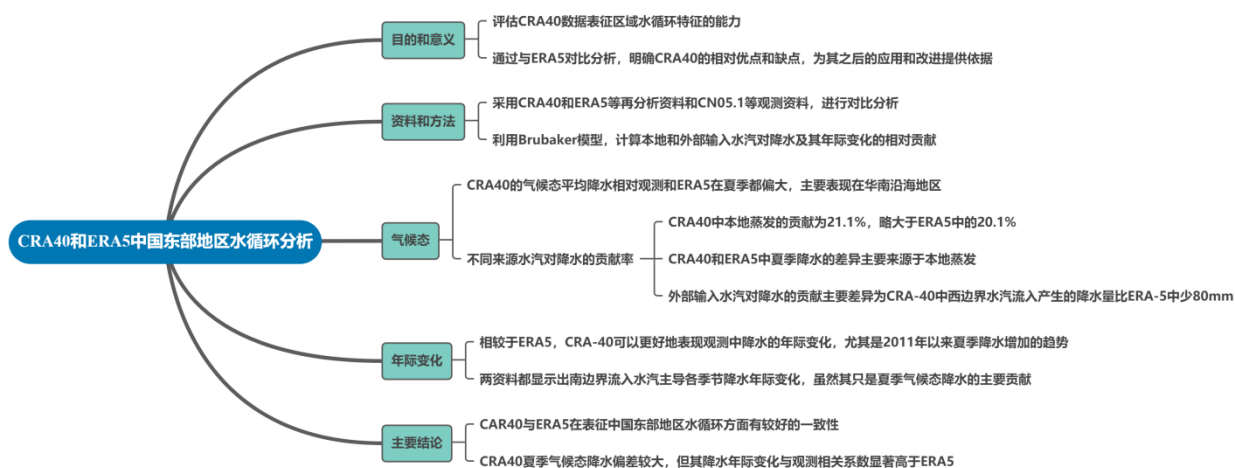 CRA40和ERA5中国东部地区水循环分析
目的和意义
评估CRA40数据表征区域水循环特征的能力
通过与ERA5对比分析，明确CRA40的相对优点和缺点，为其之后的应用和改进提供依据
资料和方法
采用CRA40和ERA5等再分析资料和CN05.1等观测资料，进行对比分析
利用Brubaker模型，计算本地和外部输入水汽对降水及其年际变化的相对贡献
气候态
CRA40的气候态平均降水相对观测和ERA5在夏季都偏大，主要表现在华南沿海地区
不同来源水汽对降水的贡献率
CRA40中本地蒸发的贡献为21.1%，略大于ERA5中的20.1%
CRA40和ERA5中夏季降水的差异主要来源于本地蒸发
外部输入水汽对降水的贡献主要差异为CRA-40中西边界水汽流入产生的降水量比ERA-5中少80mm
年际变化
相较于ERA5，CRA-40可以更好地表现观测中降水的年际变化，尤其是2011年以来夏季降水增加的趋势
两资料都显示出南边界流入水汽主导各季节降水年际变化，虽然其只是夏季气候态降水的主要贡献
主要结论
CAR40与ERA5在表征中国东部地区水循环方面有较好的一致性
CRA40夏季气候态降水偏差较大，但其降水年际变化与观测相关系数显著高于ERA5